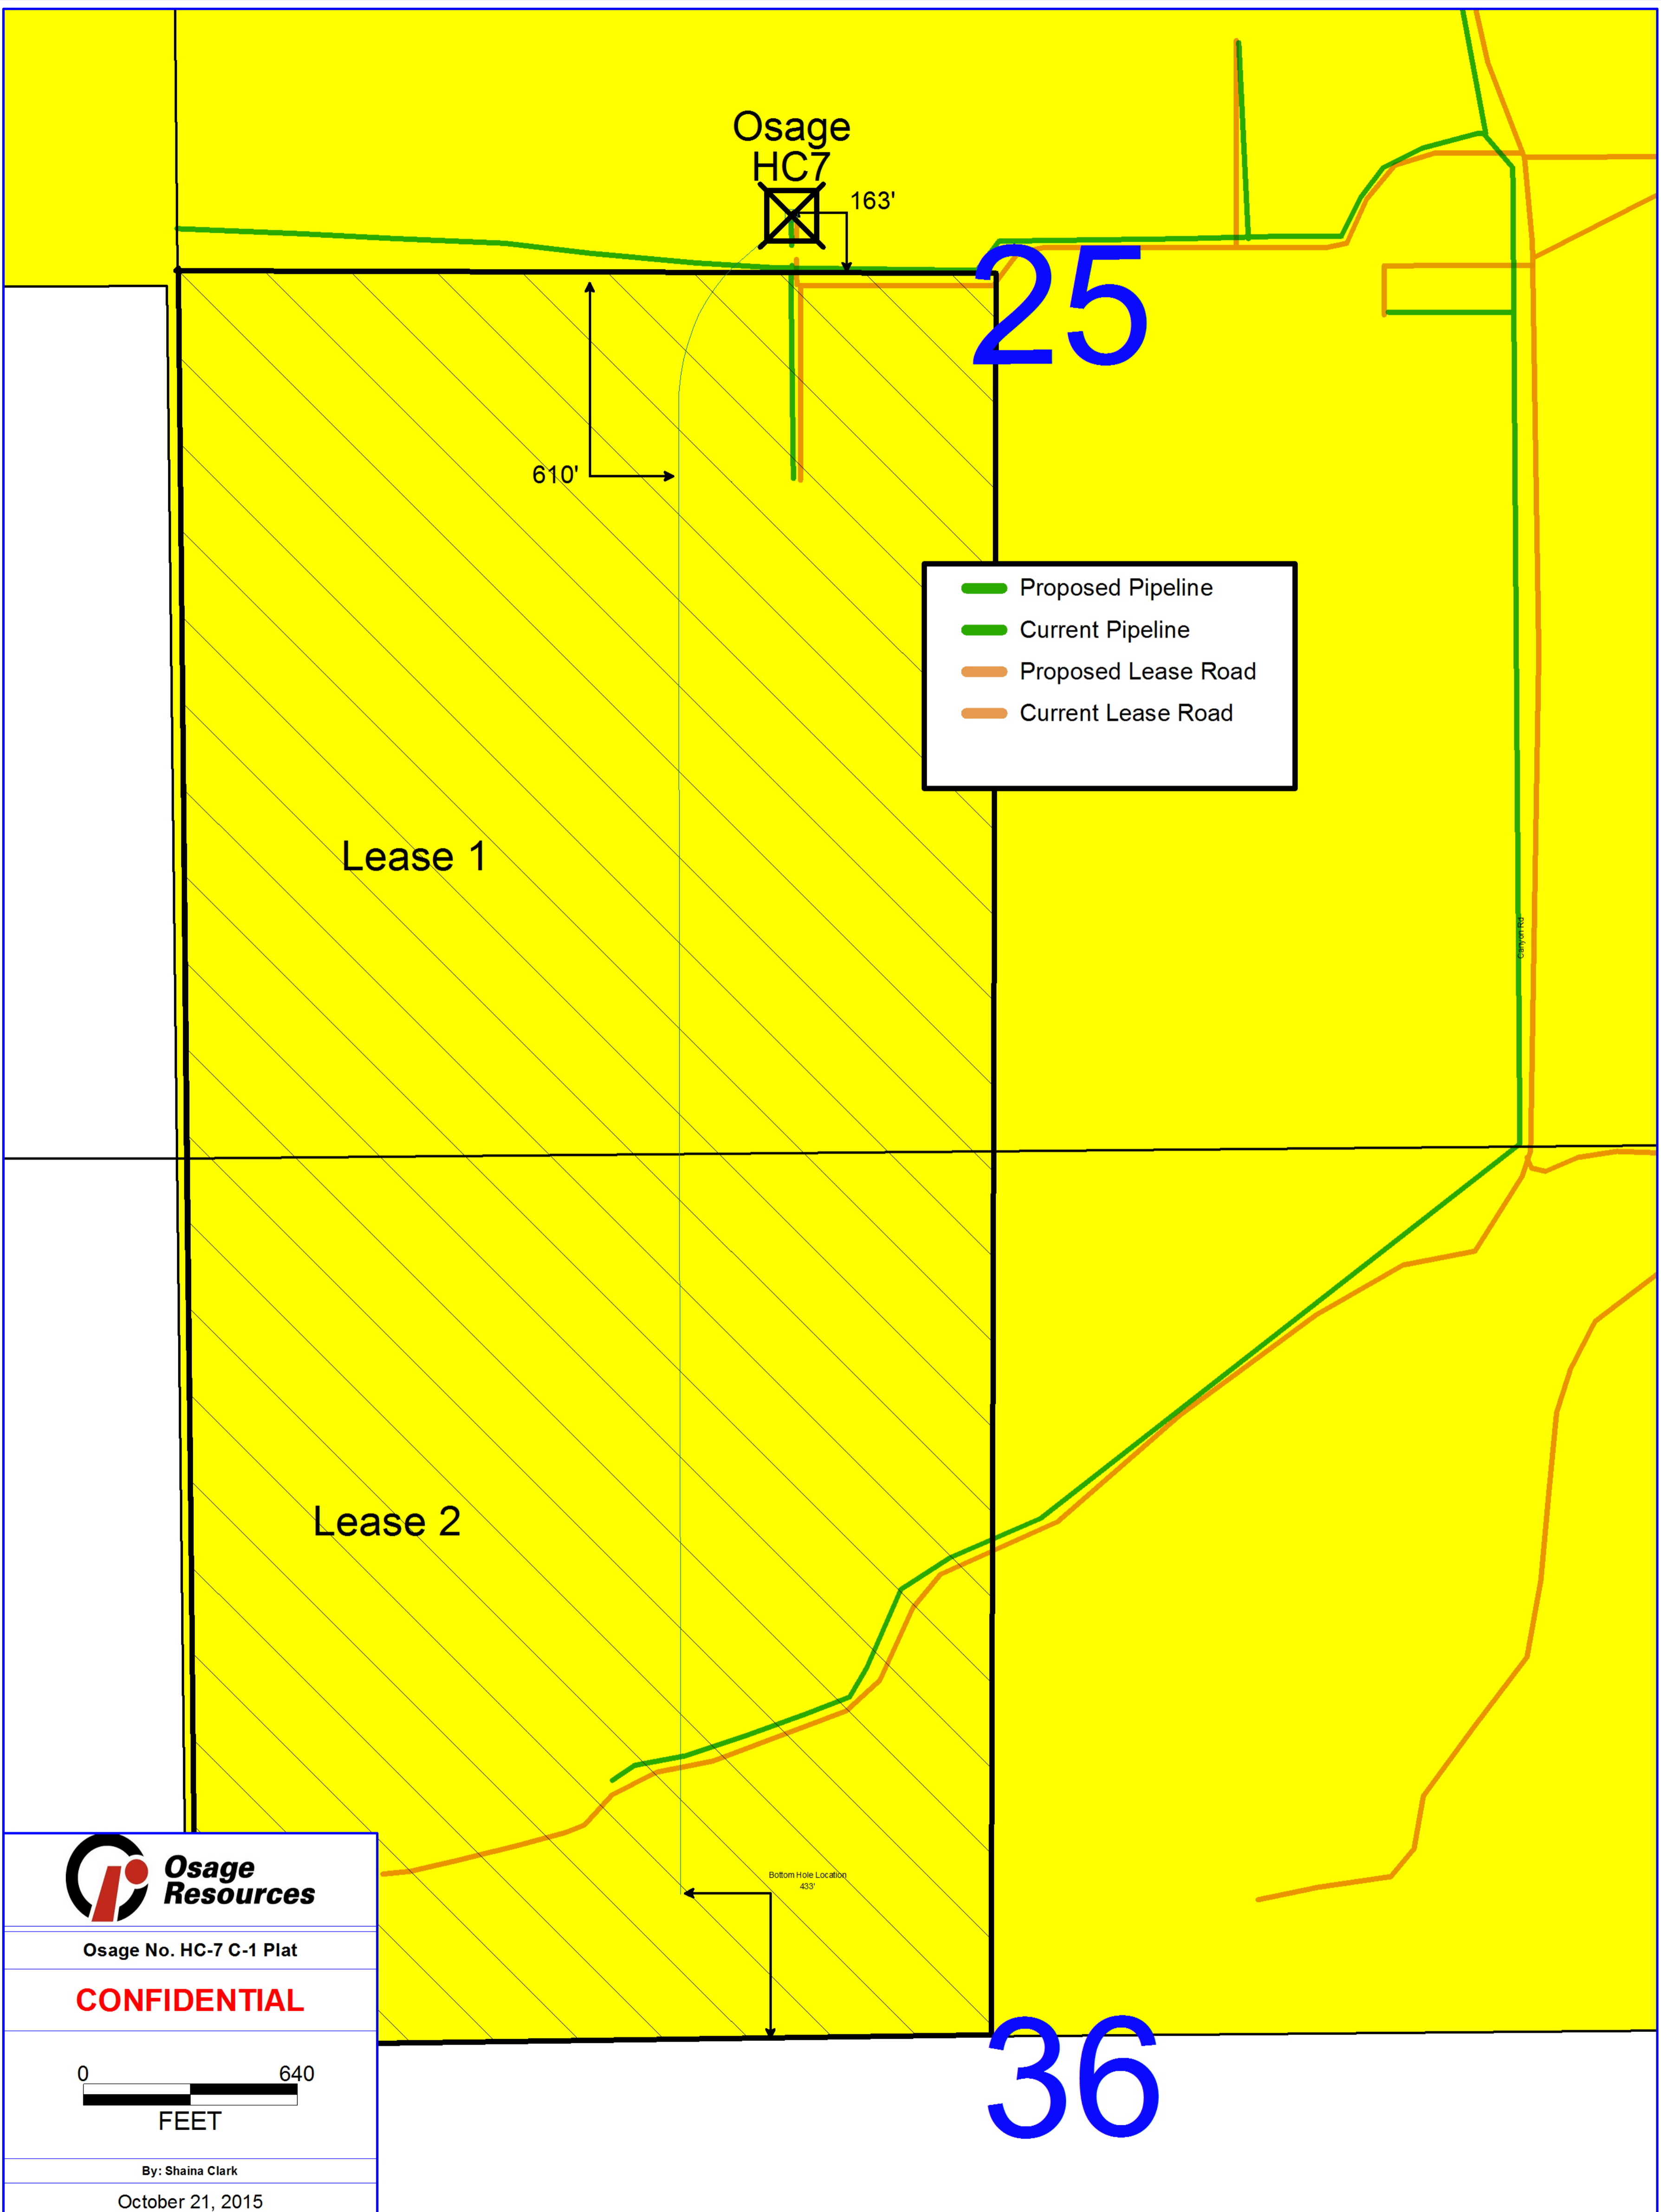 Osage
HC7
163'
25
610'
Proposed Pipeline
Current Pipeline
Proposed Lease Road
Current Lease Road
Lease 1
Canyon Rd
Lease 2
Bottom Hole Location
433'
Osage
Resources
Osage No. HC-7 C-1 Plat
CONFIDENTIAL
0 640
FEET
By: Shaina Clark
October 21, 2015
36